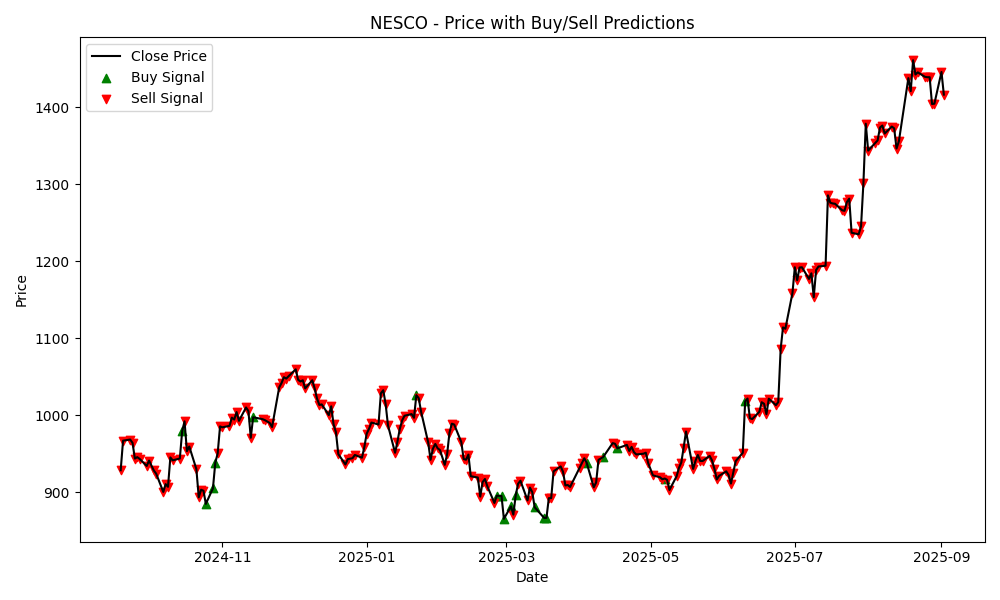 NESCO - Price with Buy/Sell Predictions
Close Price
Buy Signal
Sell Signal
Price
1400
1300
1200
1100
1000
900
2024-11
2025-01
2025-03
2025-05
2025-07
2025-09
Date